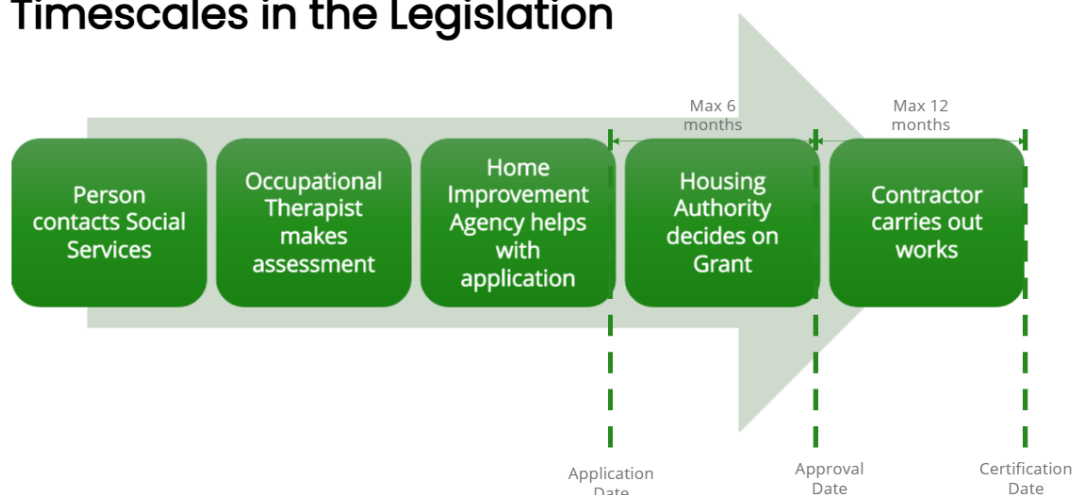 Timescales in the Legislation
Max 6
months
Max 12
months
Person
contacts Social
Services
Occupational
Therapist
makes
assessment
Home
Improvement
Agency helps
with
application
Housing
Authority
decides on
Grant
Contractor
carries out
works
Application
Date
Approval
Date
Certification
Date